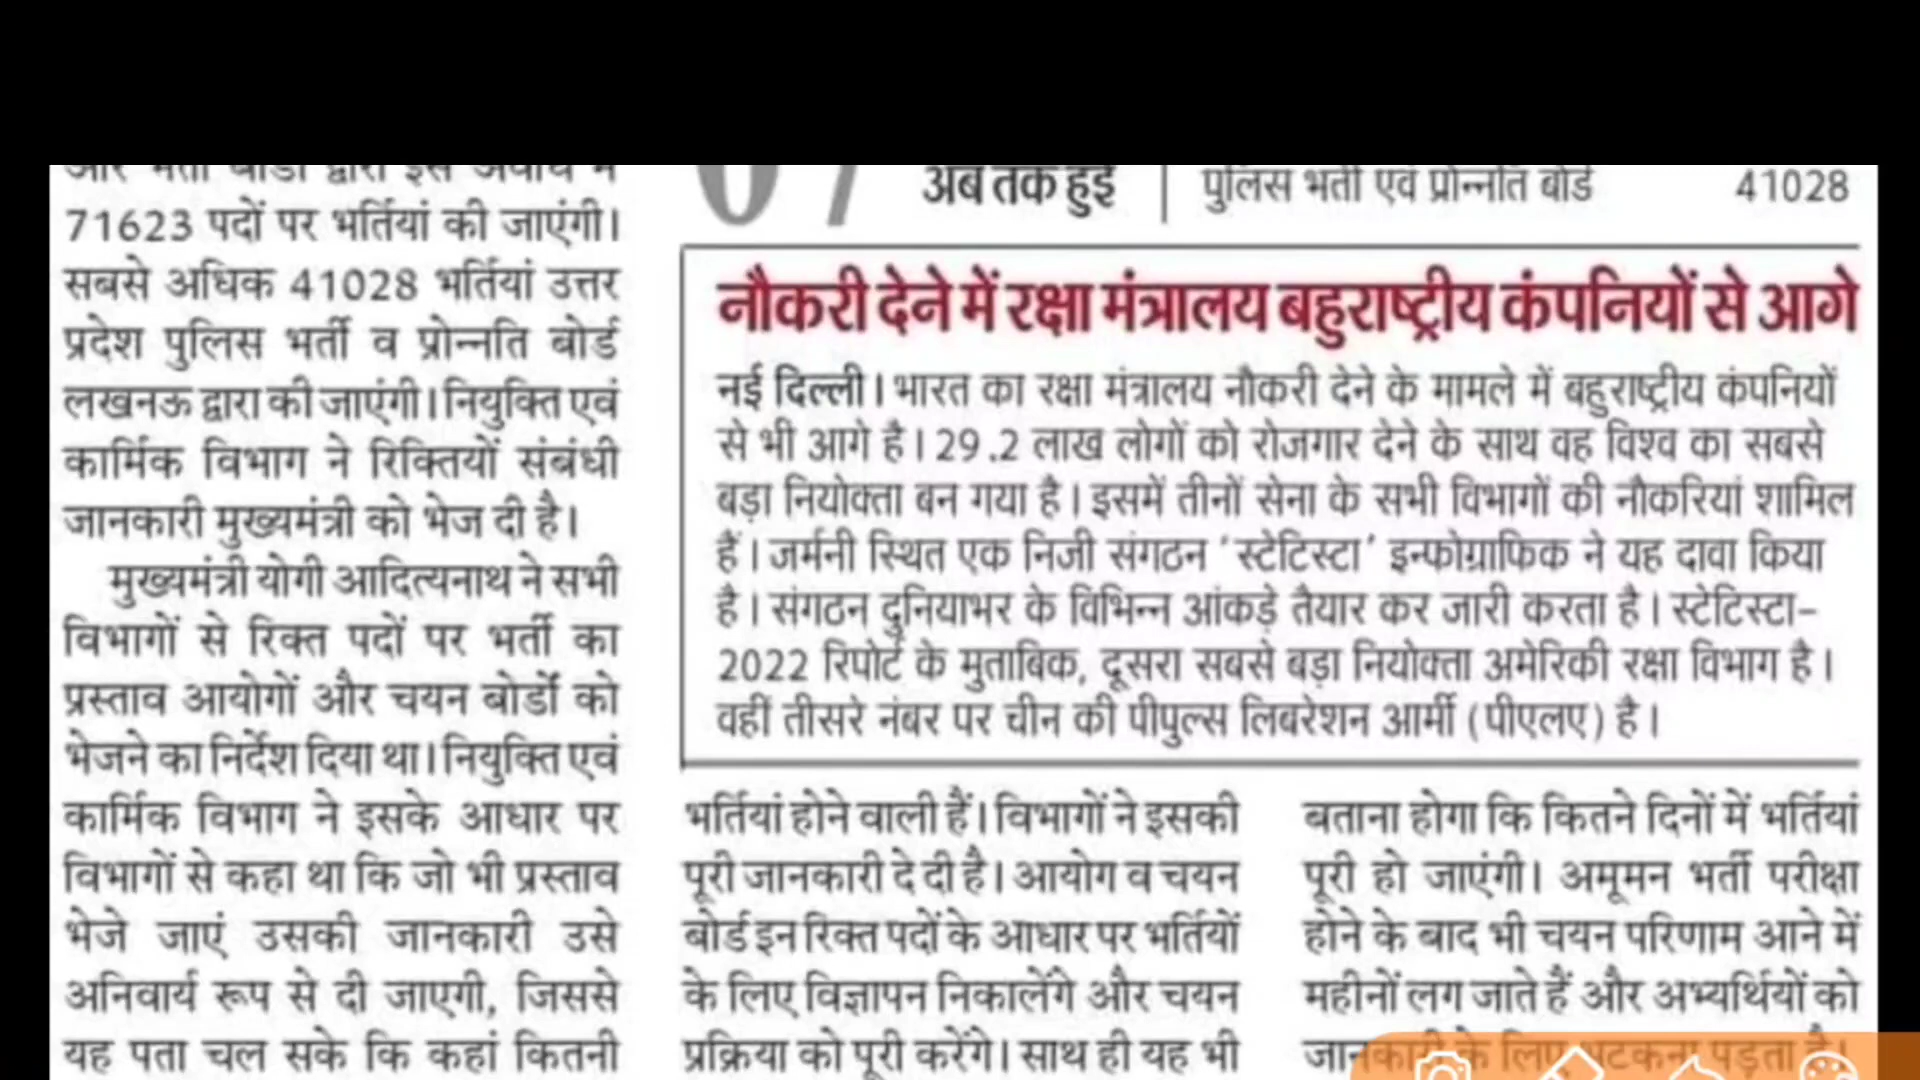 71623 पदों पर भर्तियां की जाएंगी।
सबसे अधिक 41028 भर्तियां उत्तर
प्रदेश पुलिस भर्ती व प्रोन्नति बोर्ड
लखनऊ द्वारा की जाएंगी। नियुक्ति एवं
कार्मिक विभाग ने रिक्तियों संबंधी
जानकारी मुख्यमंत्री को भेज दी है।
मुख्यमंत्री योगी आदित्यनाथ ने सभी
विभागों से रिक्त पदों पर भर्ती का
प्रस्ताव आयोगों और चयन बोर्डों को
भेजने का निर्देश दिया था। नियुक्ति एवं
कार्मिक विभाग ने इसके आधार पर
विभागों से कहा था कि जो भी प्रस्ताव
भेजे जाएं उसकी जानकारी उसे
अनिवार्य रूप से दी जाएगी, जिससे
यह पता चल सके कि कहां कितनी
अब तक हुई
पुलिस भर्ती एवं प्रोन्नति बोर्ड 41028
नौकरी देने में रक्षा मंत्रालय बहुराष्ट्रीय कंपनियों से आगे
नई दिल्ली। भारत का रक्षा मंत्रालय नौकरी देने के मामले में बहुराष्ट्रीय कंपनियों
से भी आगे है। 29.2 लाख लोगों को रोजगार देने के साथ वह विश्व का सबसे
बड़ा नियोक्ता बन गया है। इसमें तीनों सेना के सभी विभागों की नौकरियां शामिल
हैं। जर्मनी स्थित एक निजी संगठन 'स्टेटिस्टा' इन्फोग्राफिक ने यह दावा किया
है। संगठन दुनियाभर के विभिन्न आंकड़े तैयार कर जारी करता है। स्टेटिस्टा-
2022 रिपोर्ट के मुताबिक, दूसरा सबसे बड़ा नियोक्ता अमेरिकी रक्षा विभाग है।
वहीं तीसरे नंबर पर चीन की पीपुल्स लिबरेशन आर्मी (पीएलए) है।
भर्तियां होने वाली हैं। विभागों ने इसकी
पूरी जानकारी दे दी है। आयोग व चयन
बोर्ड इन रिक्त पदों के आधार पर भर्तियों
के लिए विज्ञापन निकालेंगे और चयन
प्रक्रिया को पूरी करेंगे। साथ ही यह भी
बताना होगा कि कितने दिनों में भर्तियां
पूरी हो जाएंगी। अमूमन भर्ती परीक्षा
होने के बाद भी चयन परिणाम आने में
महीनों लग जाते हैं और अभ्यर्थियों को
जानकारी के लिए भटकना पड़ता है।